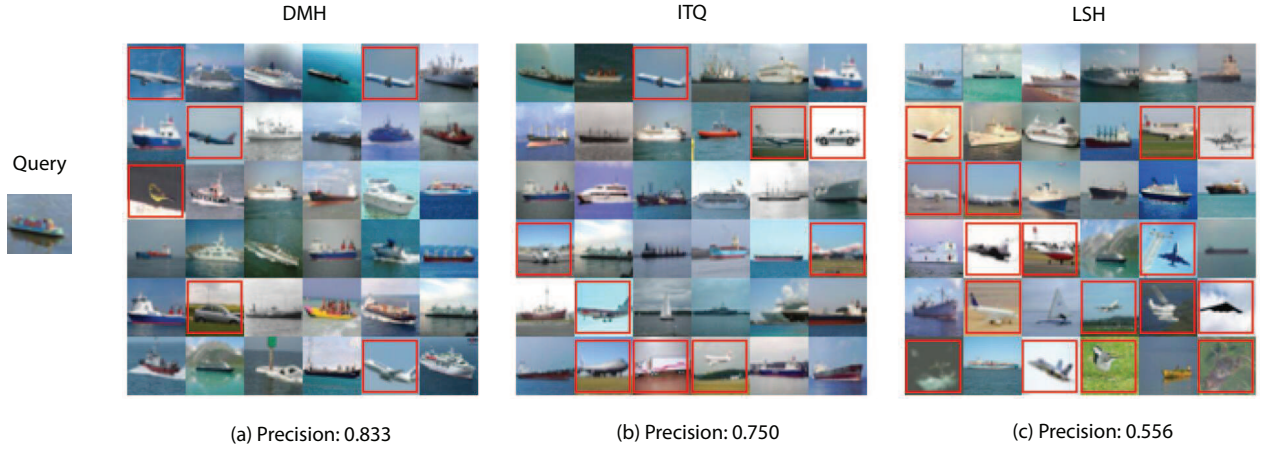 DMH
ITQ
LSH
Query
(a) Precision: 0.833
(b) Precision: 0.750
(c) Precision: 0.556